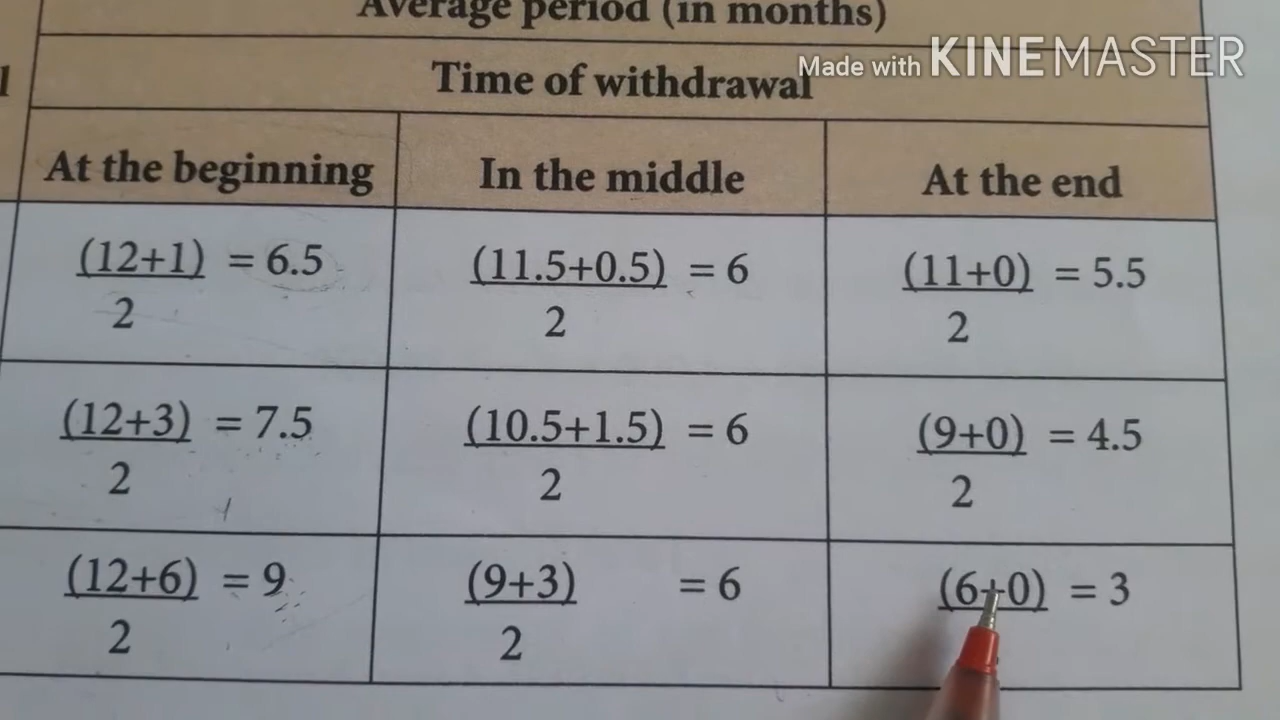 Average period (in months)
Made with KINEMASTER
Time of withdrawal
At the beginning In the middle At the end
(12+1) = 6.5 (11.5+0.5) = 6 (11+0) = 5.5
2 2 2
(12+3) = 7.5 (10.5+1.5) = 6 (9+0) = 4.5
2 2 2
(12+6) = 9 (9+3) = 6 (6+0) = 3
2 2